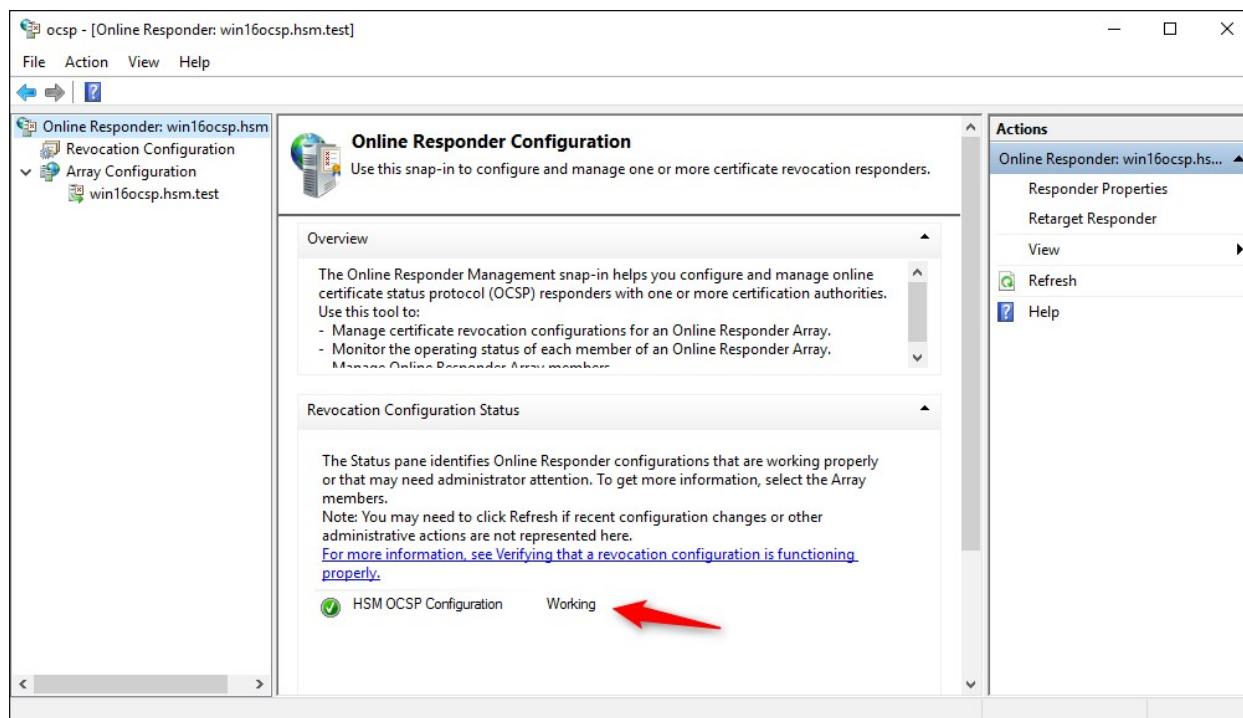 ocsp - [Online Responder: win16ocsp.hsm.test]
File Action View Help
Online Responder: win16ocsp.hsm
Revocation Configuration
Array Configuration
win16ocsp.hsm.test
Online Responder Configuration
Use this snap-in to configure and manage one or more certificate revocation responders.
Overview
The Online Responder Management snap-in helps you configure and manage online
certificate status protocol (OCSP) responders with one or more certification authorities.
Use this tool to:
- Manage certificate revocation configurations for an Online Responder Array.
- Monitor the operating status of each member of an Online Responder Array.
Manage Online Responder Array members
Revocation Configuration Status
The Status pane identifies Online Responder configurations that are working properly
or that may need administrator attention. To get more information, select the Array
members.
Note: You may need to click Refresh if recent configuration changes or other
administrative actions are not represented here.
For more information, see Verifying that a revocation configuration is functioning
properly.
HSM OCSP Configuration Working
Actions
Online Responder: win16ocsp.hs...
Responder Properties
Retarget Responder
View
Refresh
Help